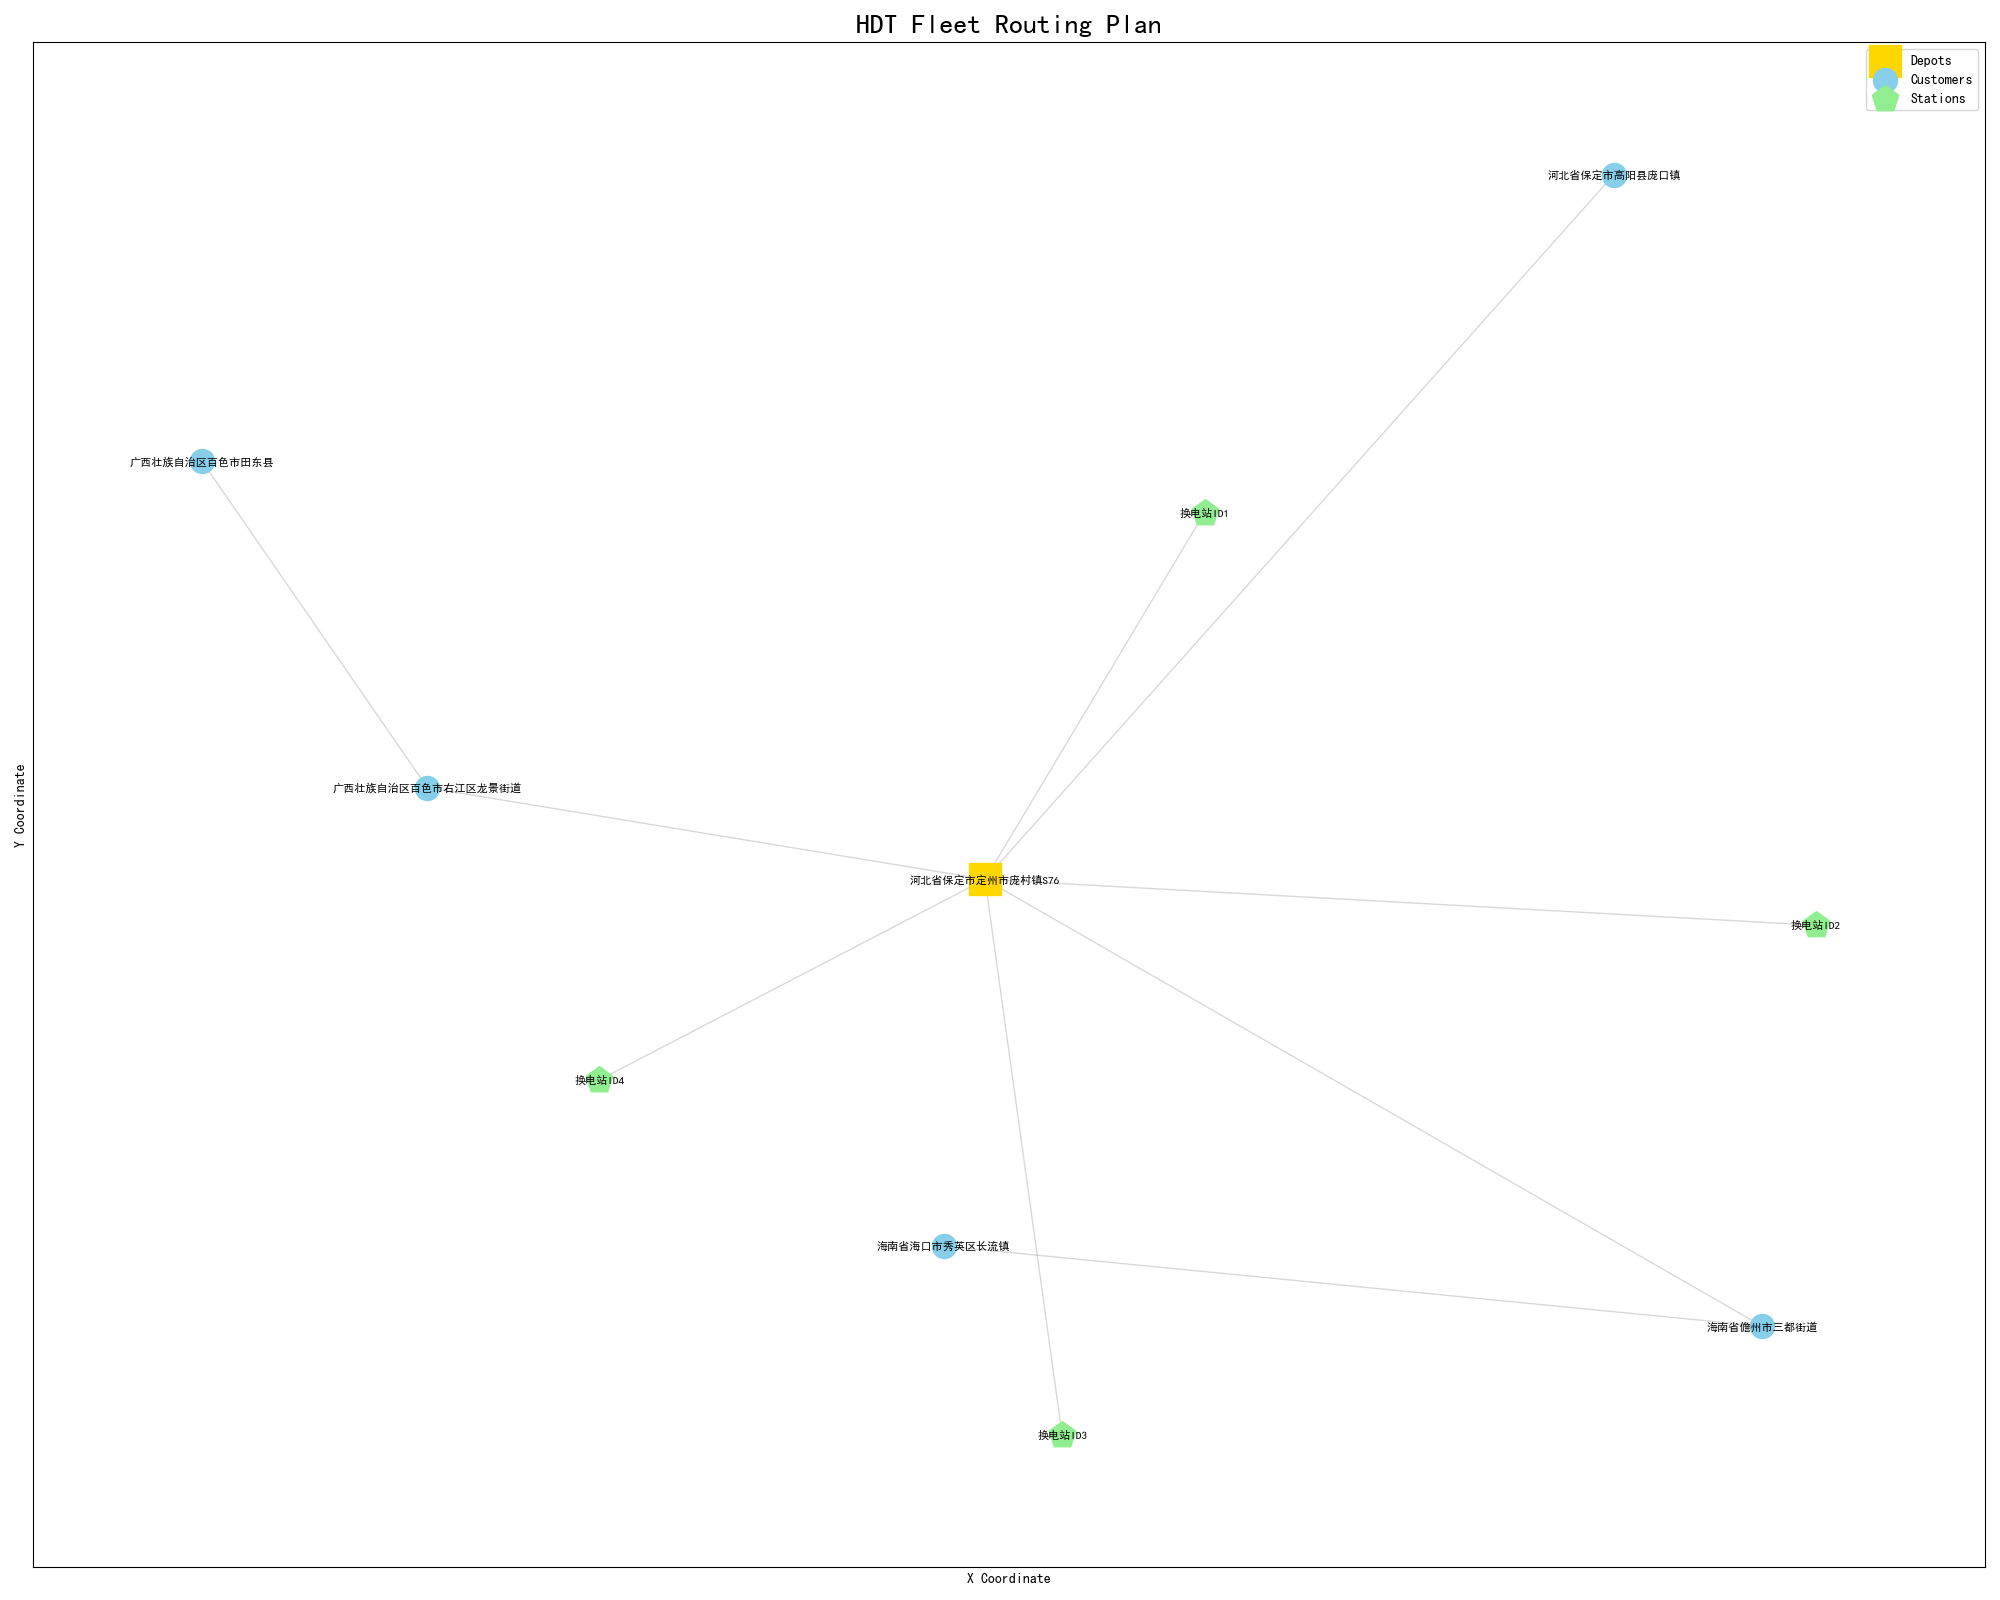 HDT Fleet Routing Plan
Depots
Customers
Stations
河北省保定市高阳县庞口镇
广西壮族自治区百色市田东县
换电站ID1
广西壮族自治区百色市右江区龙景街道
河北省保定市定州市庞村镇S76
换电站ID2
换电站ID4
海南省海口市秀英区长流镇
海南省儋州市三都街道
换电站ID3
Y Coordinate
X Coordinate